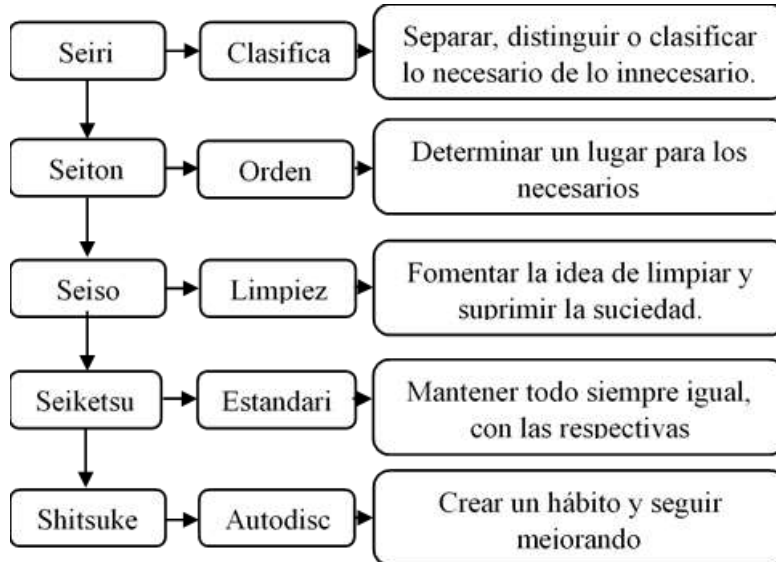 Seiri
Clasifica
Separar, distinguir o clasificar
lo necesario de lo innecesario.
Seiton
Orden
Determinar un lugar para los
necesarios
Seiso
Limpiez
Fomentar la idea de limpiar y
suprimir la suciedad.
Seiketsu
Estandari
Mantener todo siempre igual,
con las respectivas
Shitsuke
Autodisc
Crear un hábito y seguir
mejorando